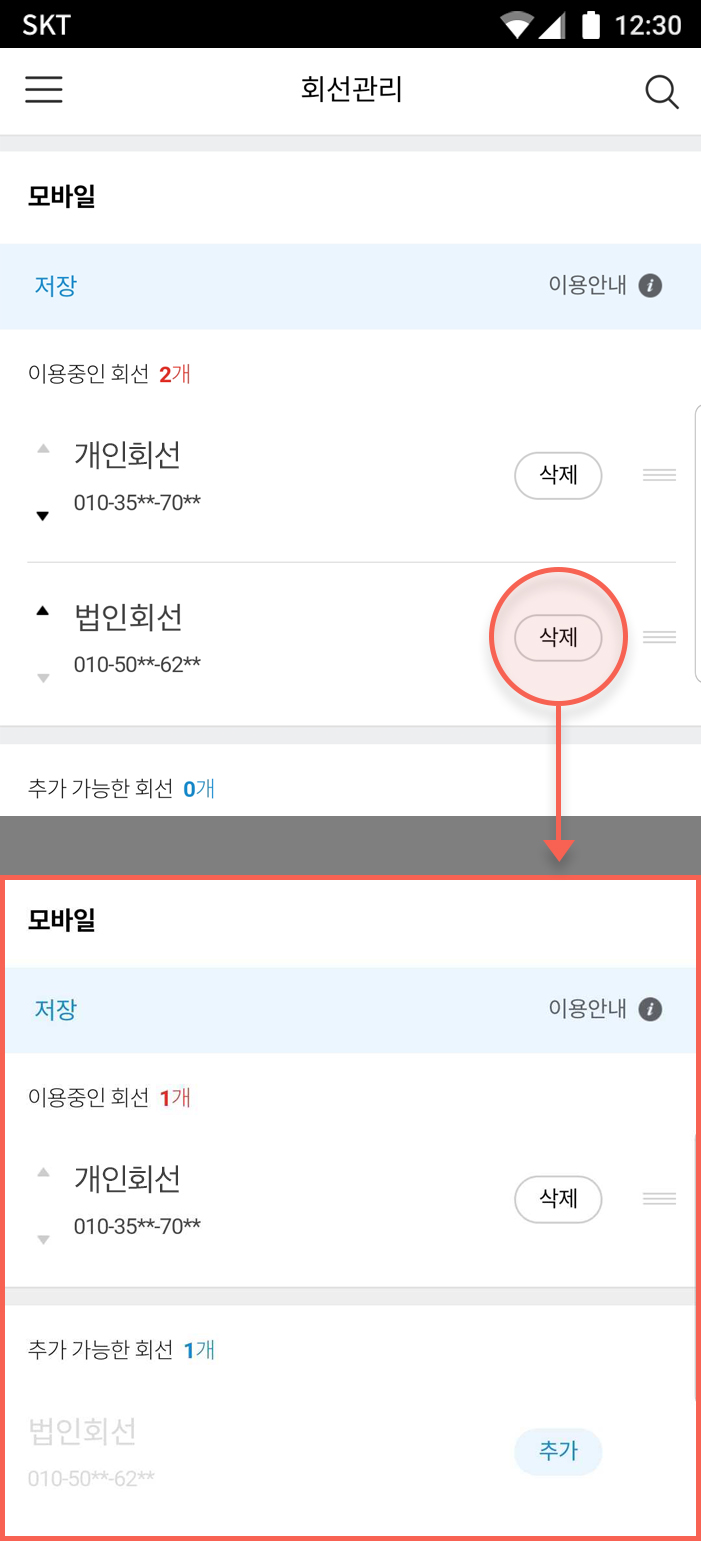 SKT 12:30
회선관리
모바일
저장 이용안내 i
이용중인 회선 2개
개인회선
010-35**-70**
삭제
법인회선
010-50**-62**
삭제
추가 가능한 회선 0개
모바일
저장 이용안내 i
이용중인 회선 1개
개인회선
010-35**-70**
삭제
추가 가능한 회선 1개
법인회선
010-50**-62**
추가